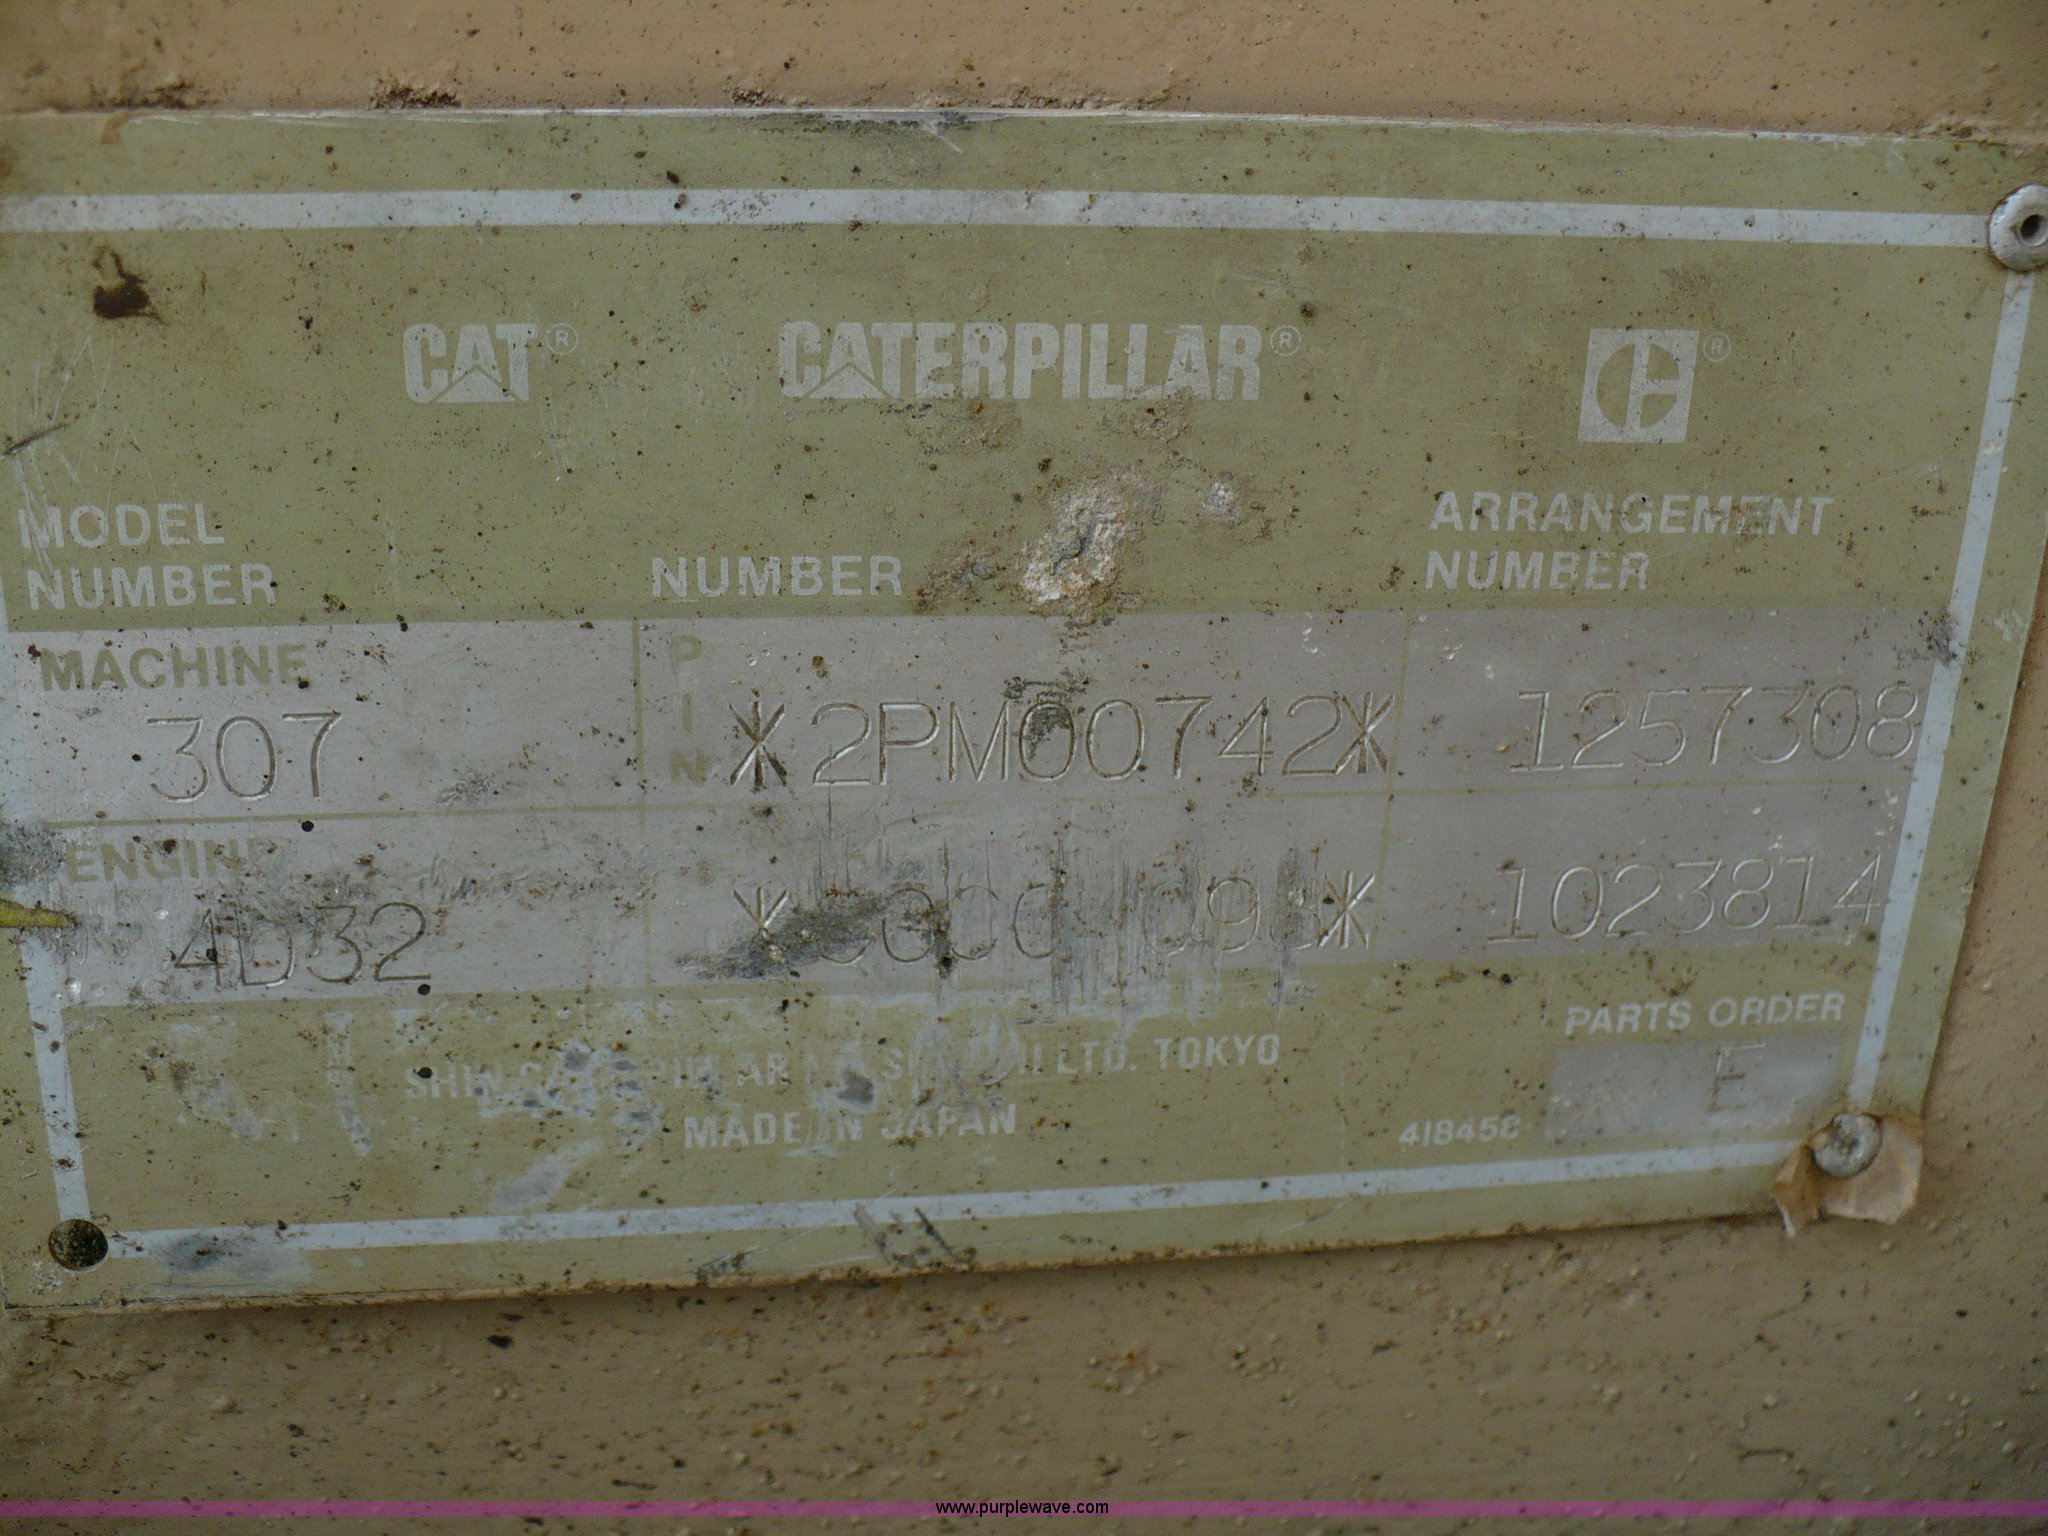 CAT® CATERPILLAR® ®
MODEL NUMBER
NUMBER
ARRANGEMENT NUMBER
MACHINE
307
PIN
*2PM00742*
1257308
ENGINE
4D32
1023814
LTD. TOKYO
MADE IN JAPAN
PARTS ORDER
E
www.purplewave.com